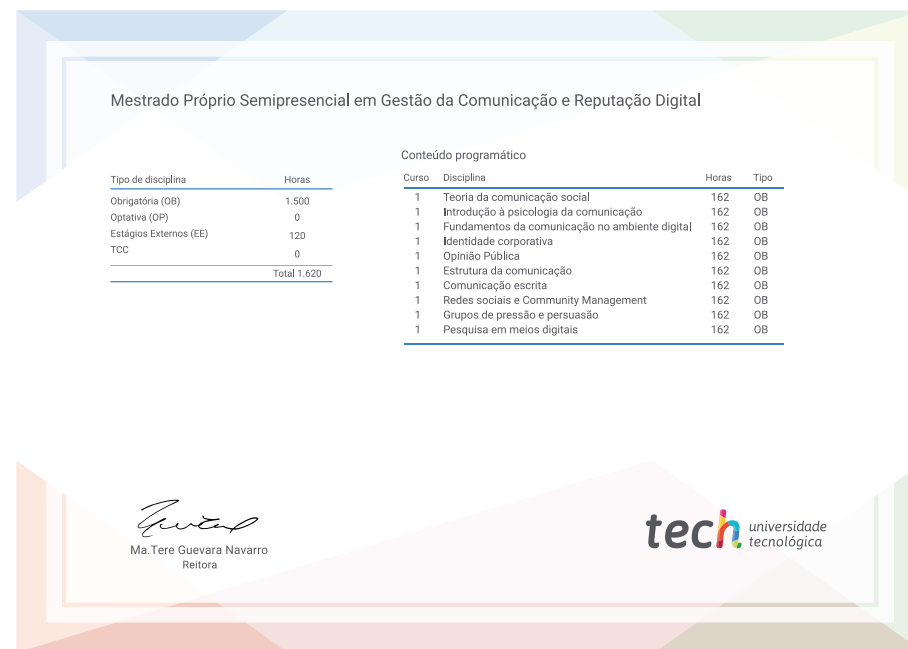 Mestrado Próprio Semipresencial em Gestão da Comunicação e Reputação Digital
Tipo de disciplina Horas
Obrigatória (OB) 1.500
Optativa (OP) 0
Estágios Externos (EE) 120
TCC 0
Total 1.620
Conteúdo programático
Curso Disciplina Horas Tipo
1 Teoria da comunicação social 162 OB
1 Introdução à psicologia da comunicação 162 OB
1 Fundamentos da comunicação no ambiente digital 162 OB
1 Identidade corporativa 162 OB
1 Opinião Pública 162 OB
1 Estrutura da comunicação 162 OB
1 Comunicação escrita 162 OB
1 Redes sociais e Community Management 162 OB
1 Grupos de pressão e persuasão 162 OB
1 Pesquisa em meios digitais 162 OB
Ma.Tere Guevara Navarro
Reitora
tech universidade
tecnológica